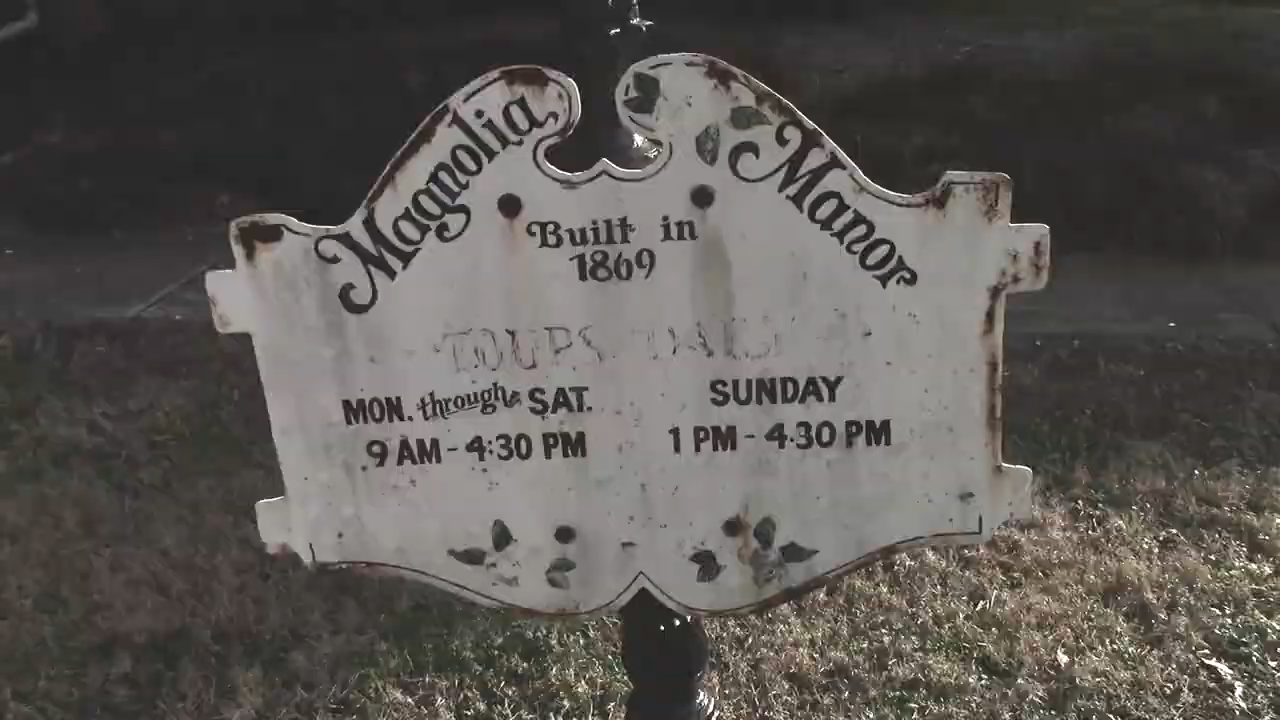 Magnolia Manor
Built in
1869
TOURS DAILY
MON. through SAT.
9 AM - 4:30 PM
SUNDAY
1 PM - 4:30 PM